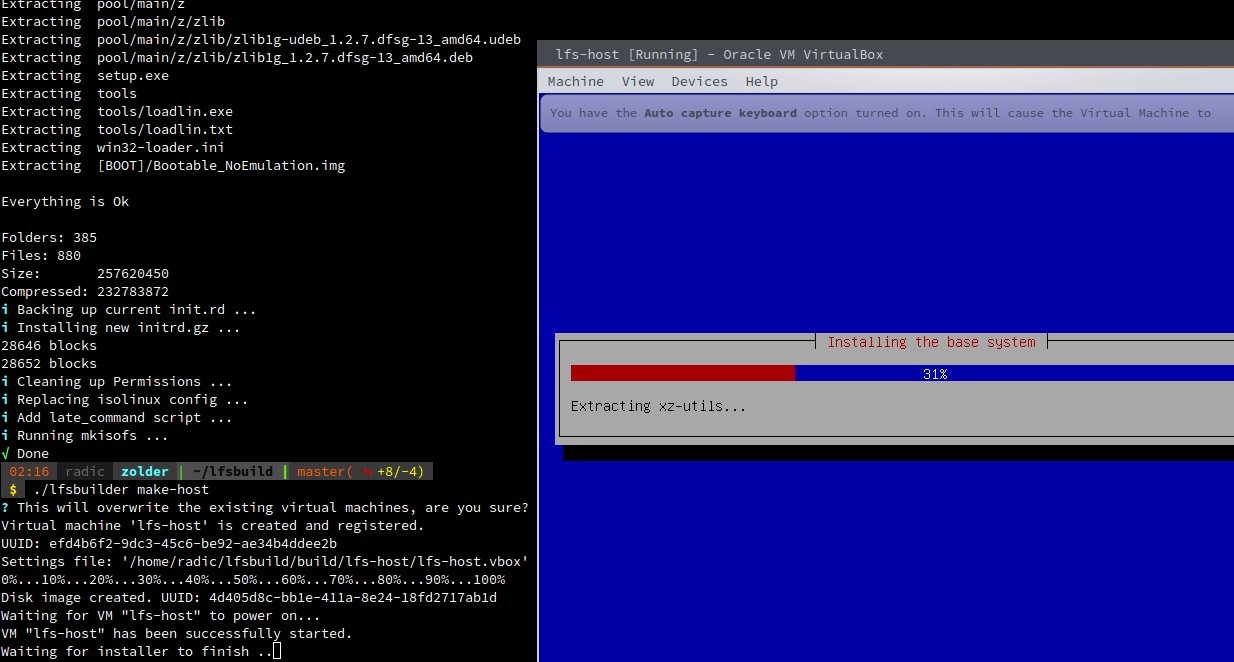 Extracting  pool/main/z
Extracting  pool/main/z/zlib
Extracting  pool/main/z/zlib/zlib1g-udeb_1.2.7.dfsg-13_amd64.udeb
Extracting  pool/main/z/zlib/zlib1g_1.2.7.dfsg-13_amd64.deb
Extracting  setup.exe
Extracting  tools
Extracting  tools/loadlin.exe
Extracting  tools/loadlin.txt
Extracting  win32-loader.ini
Extracting  [BOOT]/Bootable_NoEmulation.img
Everything is Ok
Folders: 385
Files: 880
Size:       257620450
Compressed: 232783872
i Backing up current init.rd ...
i Installing new initrd.gz ...
28646 blocks
28652 blocks
i Cleaning up Permissions ...
i Replacing isolinux config ...
i Add late_command script ...
i Running mkisofs ...
√ Done
02:16 radic zolder | ~/lfsbuild | master( ⇋ +8/-4)
$ ./lfsbuilder make-host
? This will overwrite the existing virtual machines, are you sure?
Virtual machine 'lfs-host' is created and registered.
UUID: efd4b6f2-9dc3-45c6-be92-ae34b4ddee2b
Settings file: '/home/radic/lfsbuild/build/lfs-host/lfs-host.vbox'
0%...10%...20%...30%...40%...50%...60%...70%...80%...90%...100%
Disk image created. UUID: 4d405d8c-bb1e-411a-8e24-18fd2717ab1d
Waiting for VM "lfs-host" to power on...
VM "lfs-host" has been successfully started.
Waiting for installer to finish ..
lfs-host [Running] - Oracle VM VirtualBox
Machine View Devices Help
You have the Auto capture keyboard option turned on. This will cause the Virtual Machine to
Installing the base system
31%
Extracting xz-utils...